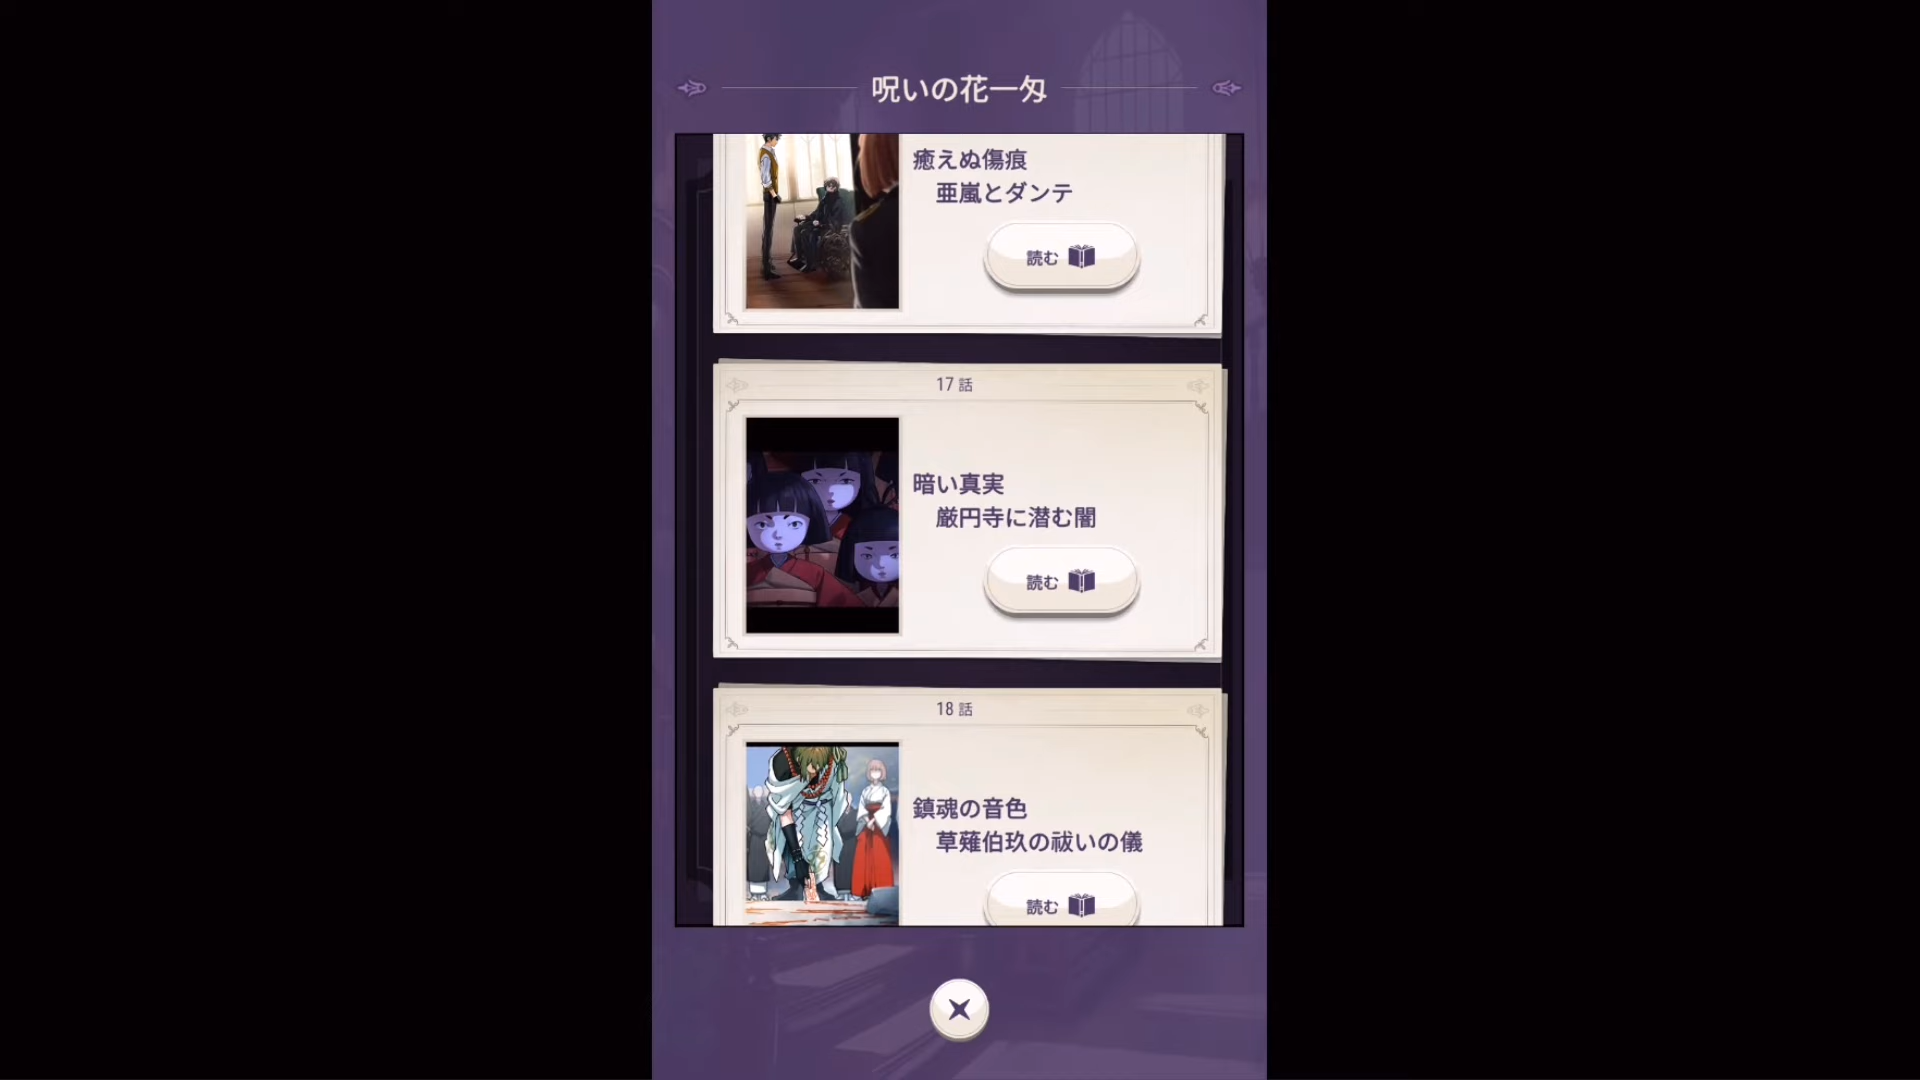 呪いの花一匁
癒えぬ傷痕
亜嵐とダンテ
読む
17 話
暗い真実
厳円寺に潜む闇
読む
18 話
鎮魂の音色
草薙伯玖の祓いの儀
読む